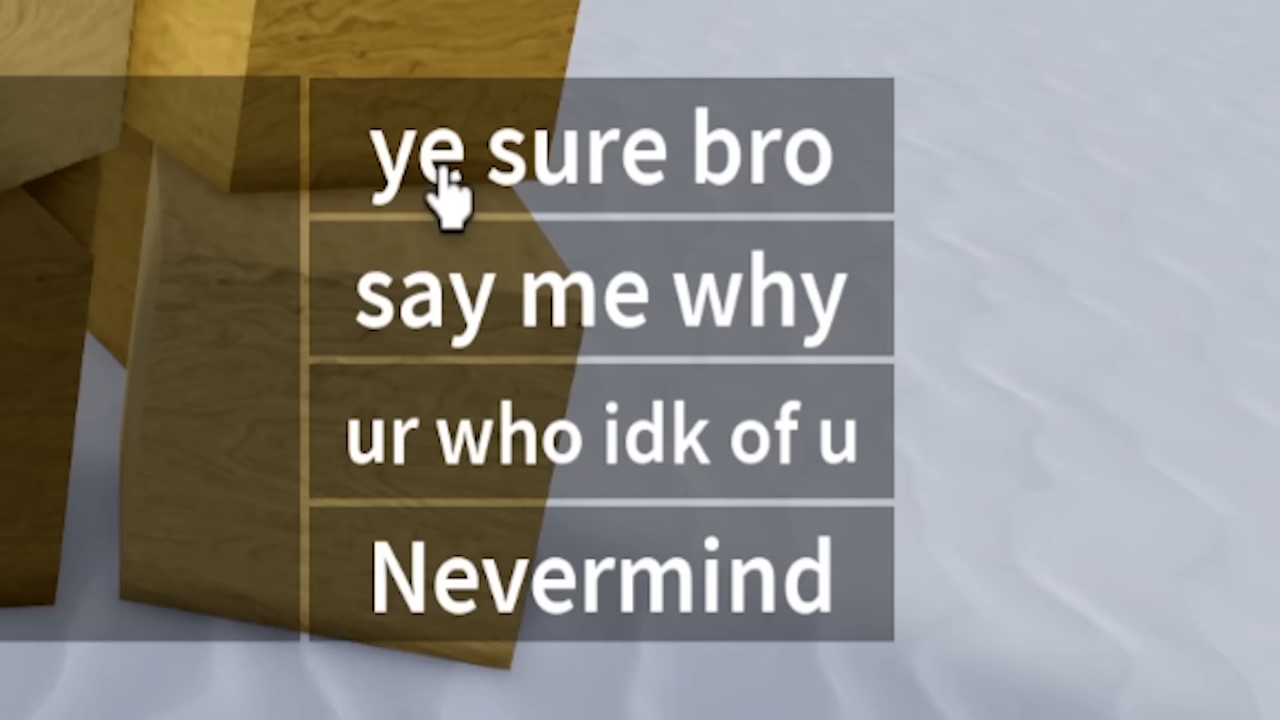 ye sure bro
say me why
ur who idk of u
Nevermind